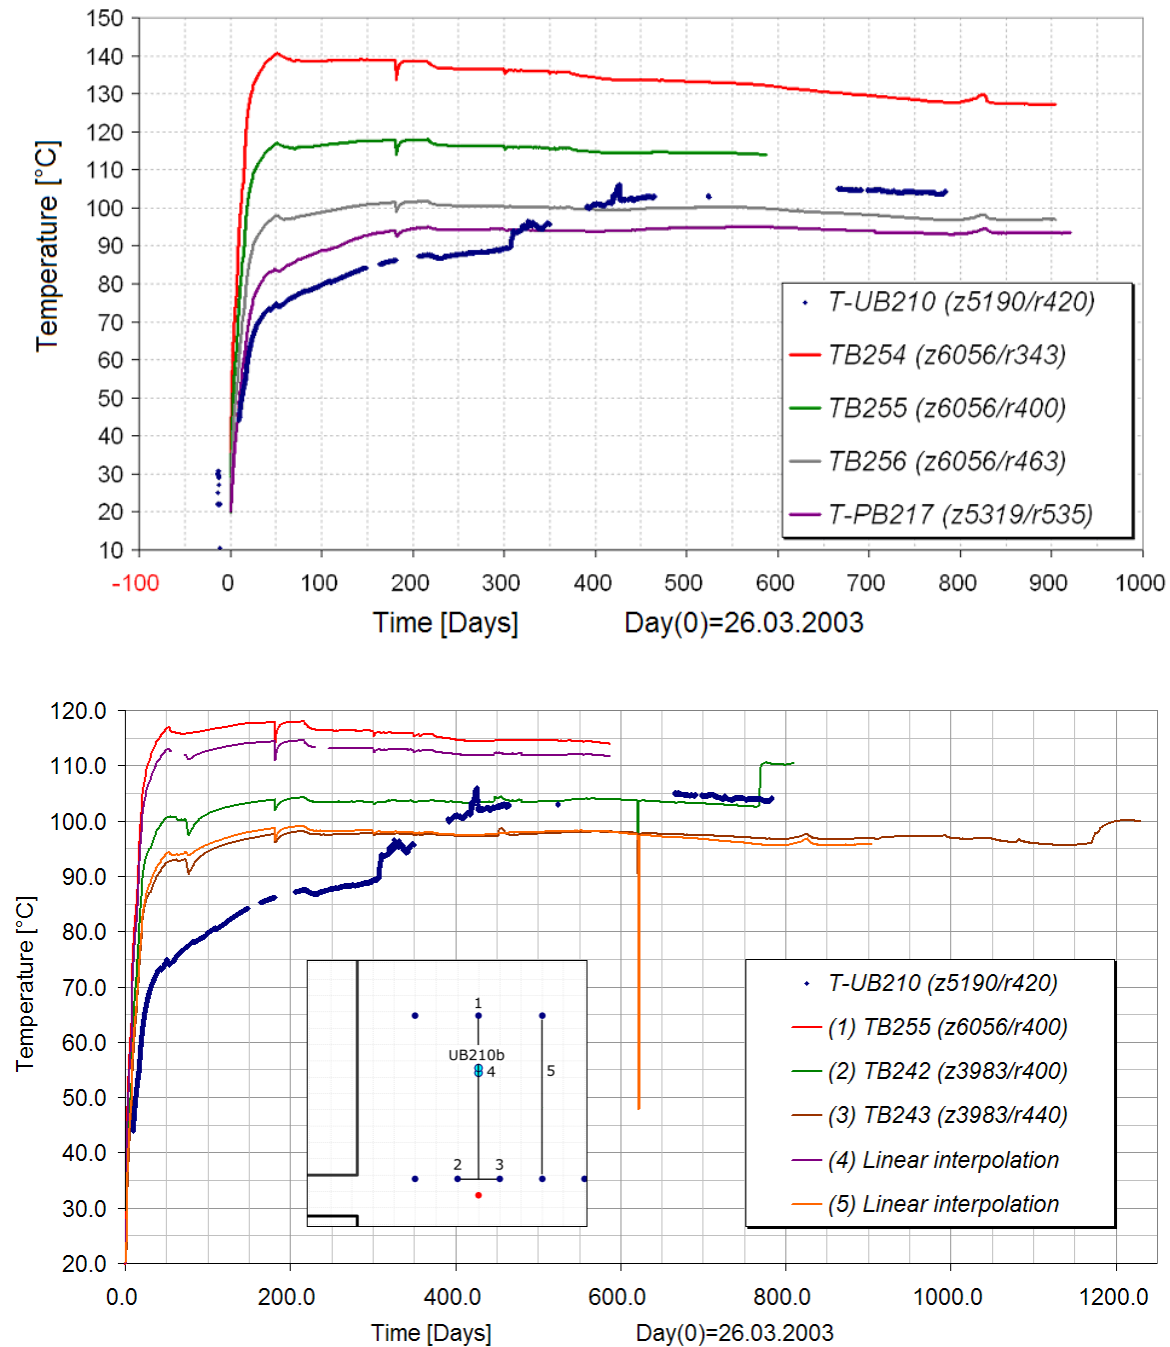 150
140
130
120
110
100
90
80
70
60
50
40
30
20
10
Temperature [°C]
T-UB210 (z5190/r420)
TB254 (z6056/r343)
TB255 (z6056/r400)
TB256 (z6056/r463)
T-PB217 (z5319/r535)
-100 0 100 200 300 400 500 600 700 800 900 1000
Time [Days] Day(0)=26.03.2003
120.0
110.0
100.0
90.0
80.0
70.0
60.0
50.0
40.0
30.0
20.0
Temperature [°C]
1
UB210b
4 5
2 3
T-UB210 (z5190/r420)
(1) TB255 (z6056/r400)
(2) TB242 (z3983/r400)
(3) TB243 (z3983/r440)
(4) Linear interpolation
(5) Linear interpolation
0.0 200.0 400.0 600.0 800.0 1000.0 1200.0
Time [Days] Day(0)=26.03.2003